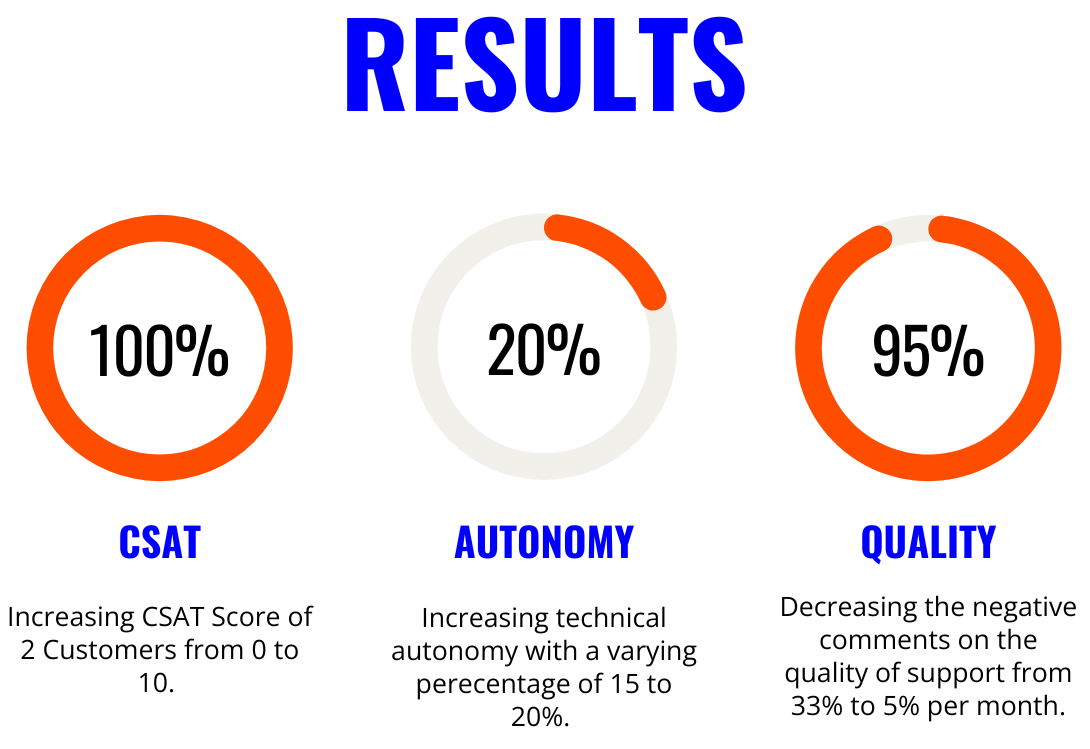 RESULTS
100%
20%
95%
CSAT
AUTONOMY
QUALITY
Increasing CSAT Score of
2 Customers from 0 to
10.
Increasing technical
autonomy with a varying
perecentage of 15 to
20%.
Decreasing the negative
comments on the
quality of support from
33% to 5% per month.